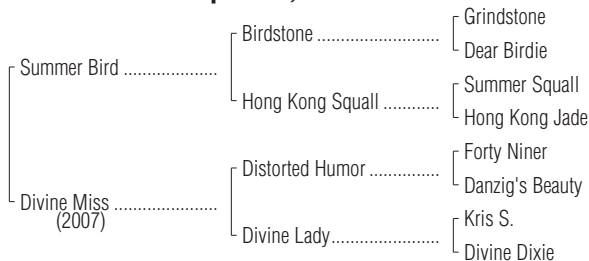 Grindstone
Birdstone ....................
Dear Birdie
Summer Bird ....................
Summer Squall
Hong Kong Squall ............
Hong Kong Jade
Forty Niner
Distorted Humor ...............
Danzig's Beauty
Divine Miss ......................
(2007)
Kris S.
Divine Lady.......................
Divine Dixie